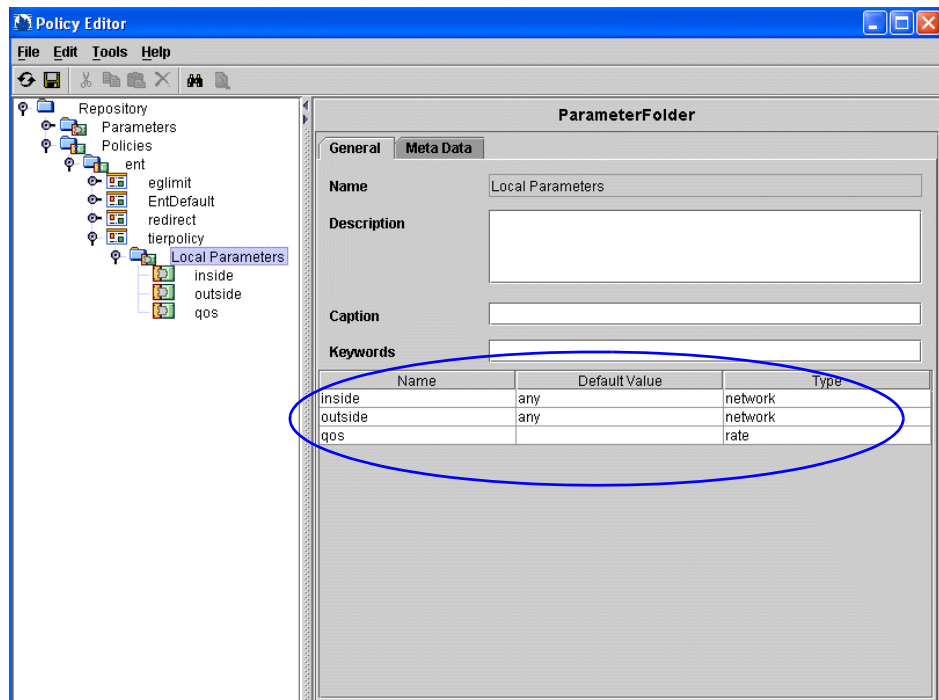 Policy Editor
File Edit Tools Help
Repository
Parameters
Policies
ent
eglimit
EntDefault
redirect
tierpolicy
Local Parameters
inside
outside
qos
ParameterFolder
General Meta Data
Name Local Parameters
Description
Caption
Keywords
Name Default Value Type
inside any network
outside any network
qos rate